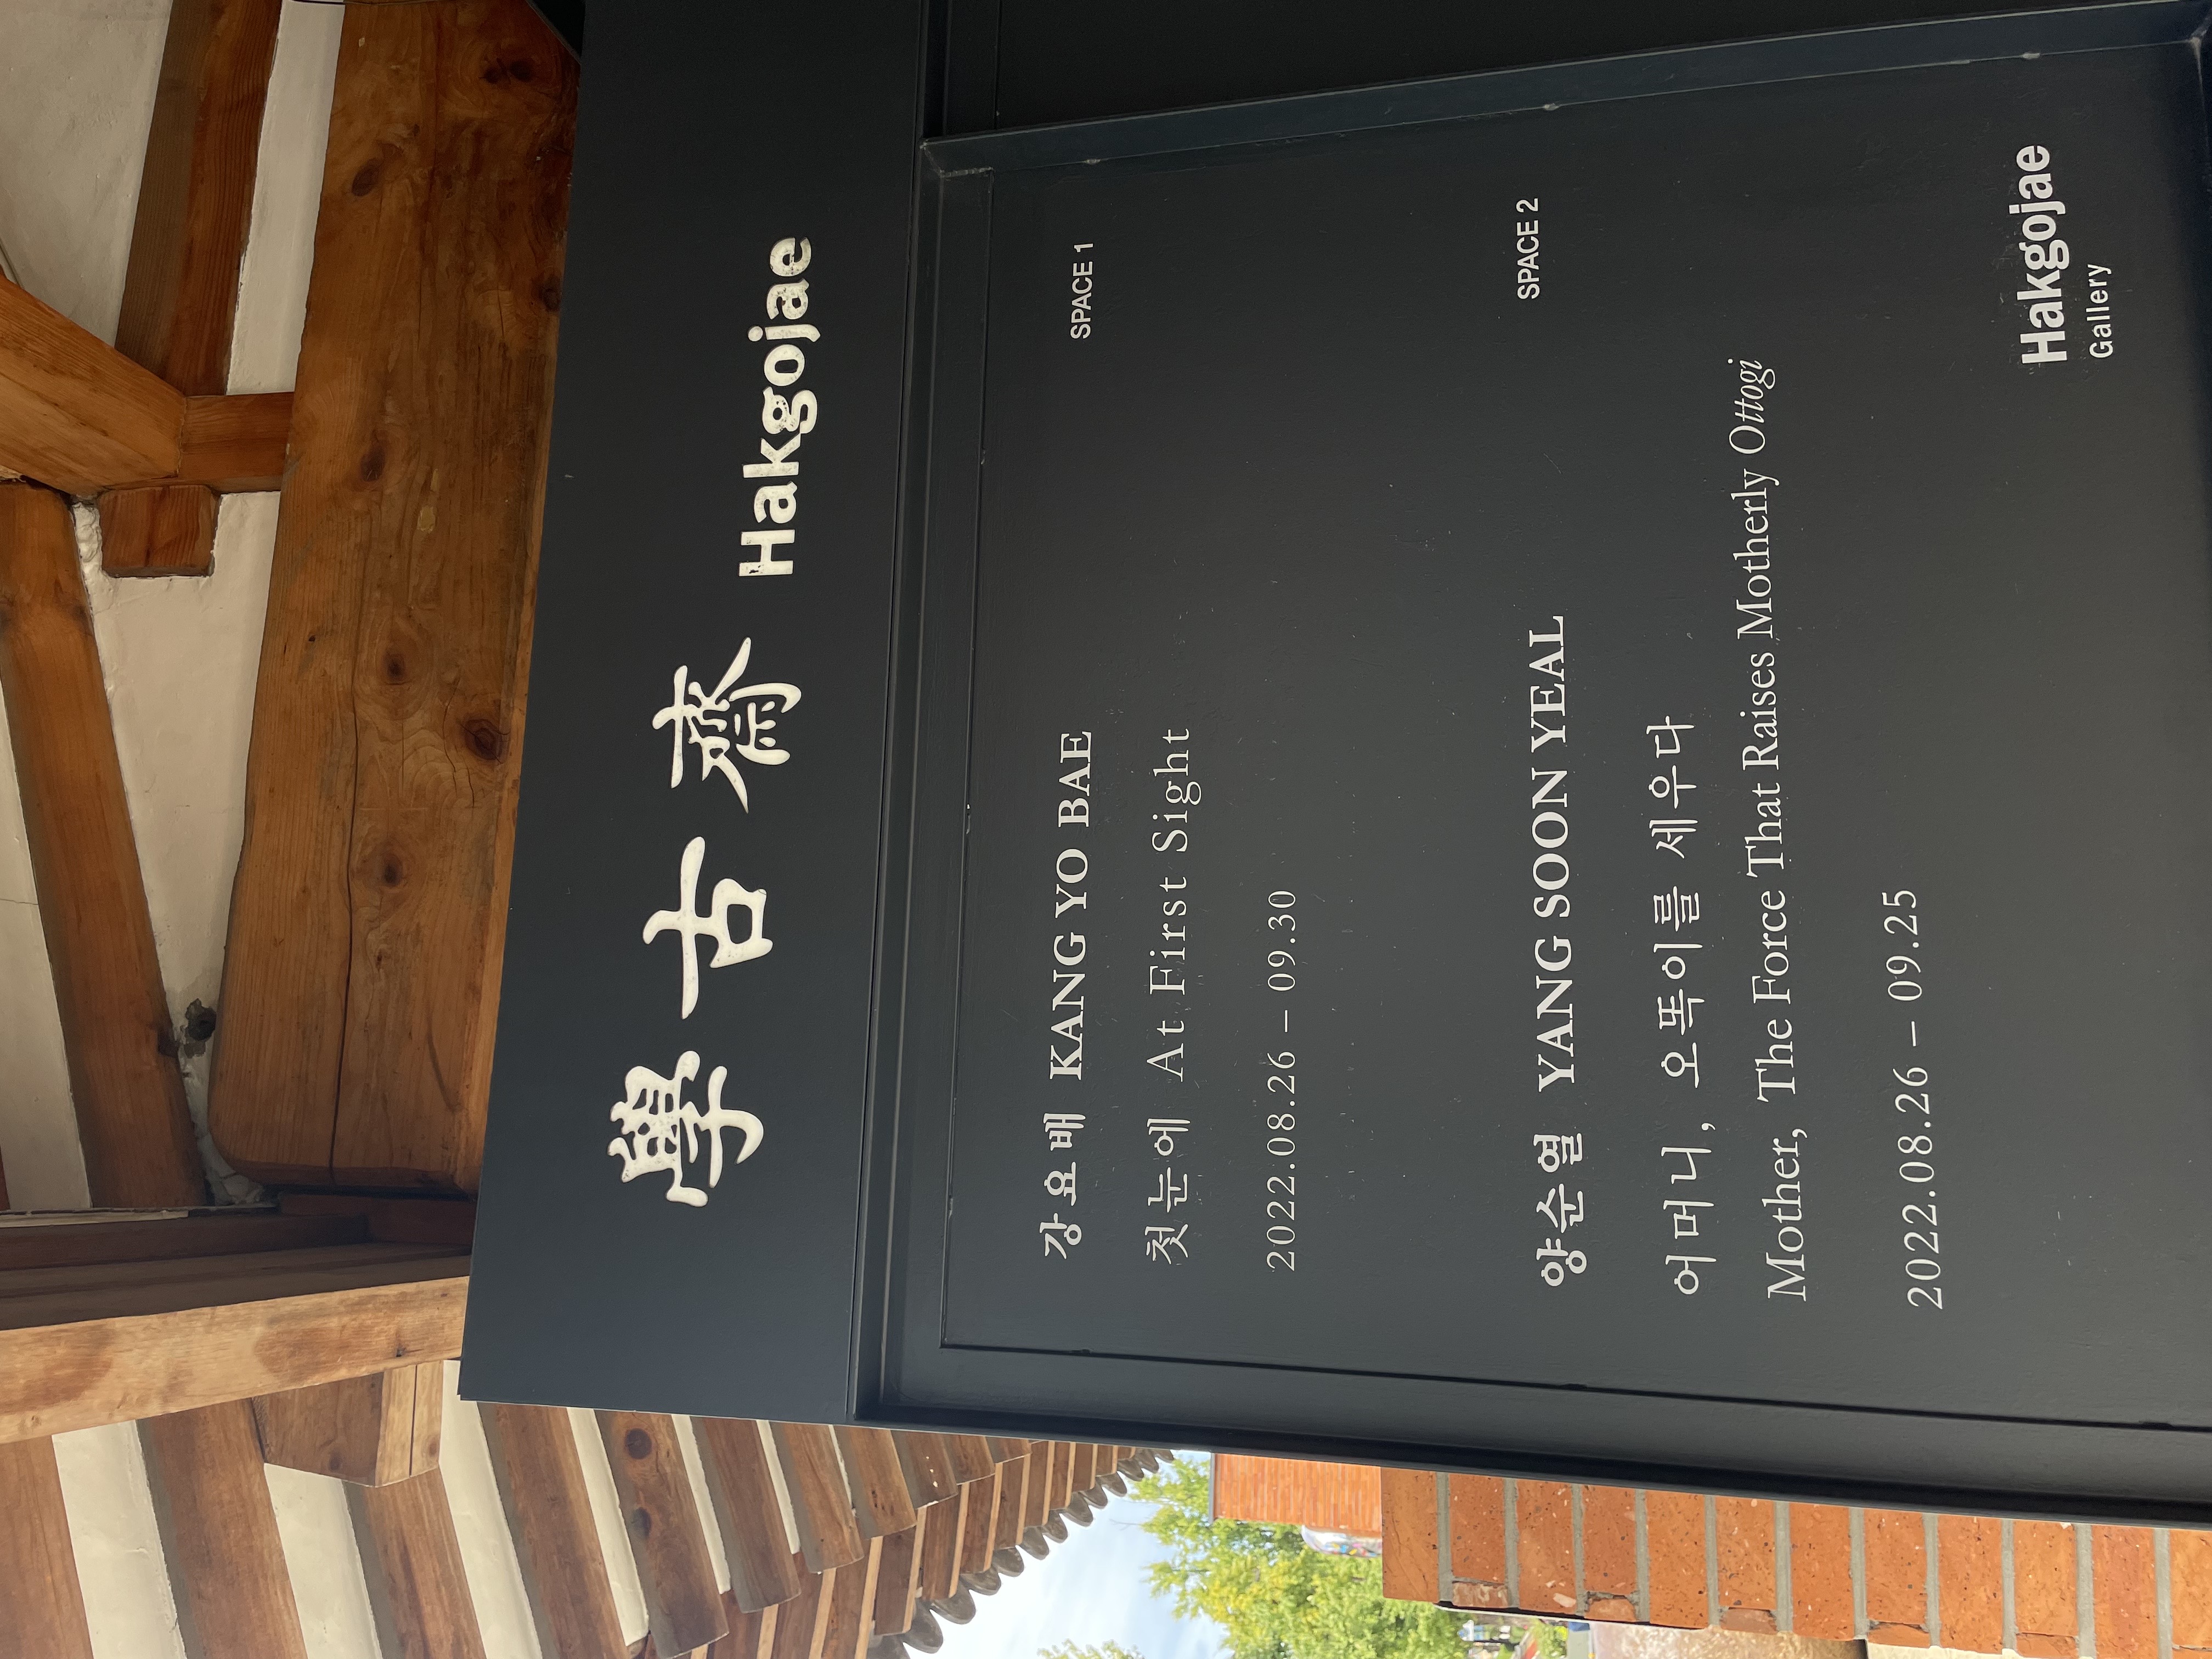 學古齋 Hakgojae
강요배 KANG YO BAE SPACE 1
첫눈에 At First Sight
2022.08.26 – 09.30
양순열 YANG SOON YEAL SPACE 2
어머니, 오똑이를 세우다
Mother, The Force That Raises Motherly Ottogi
2022.08.26 – 09.25
Hakgojae
Gallery